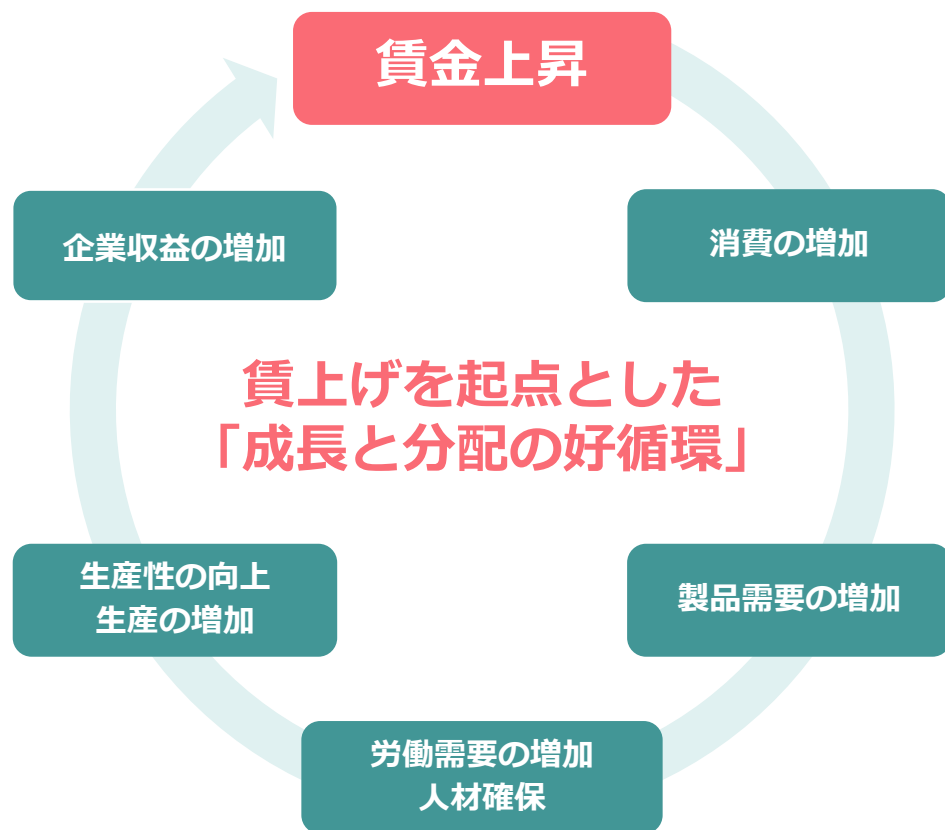 賃金上昇
企業収益の増加
消費の増加
賃上げを起点とした
「成長と分配の好循環」
生産性の向上
生産の増加
製品需要の増加
労働需要の増加
人材確保